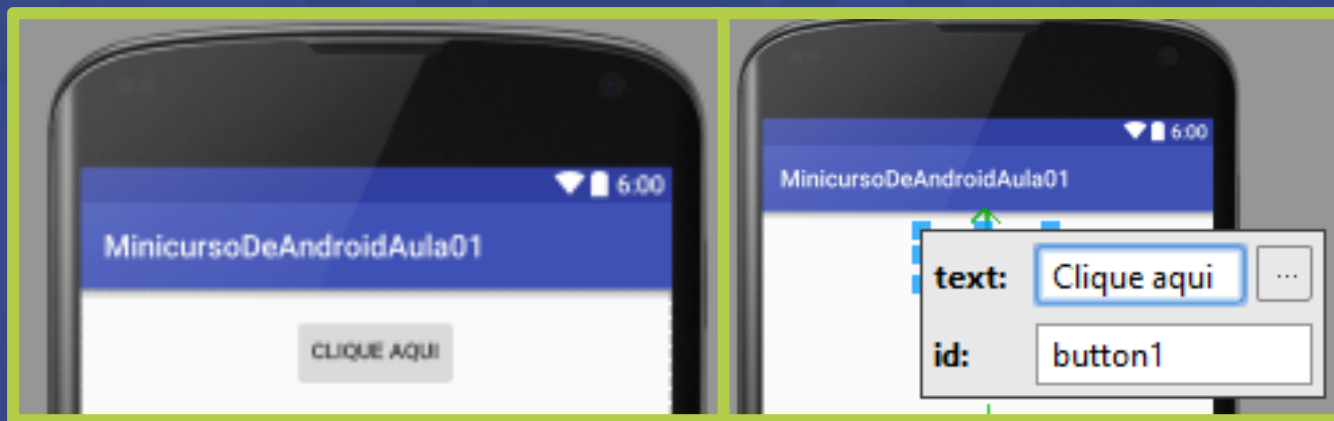 6:00
MinicursoDeAndroidAula01
CLIQUE AQUI
6:00
MinicursoDeAndroidAula01
text: Clique aqui ...
id: button1